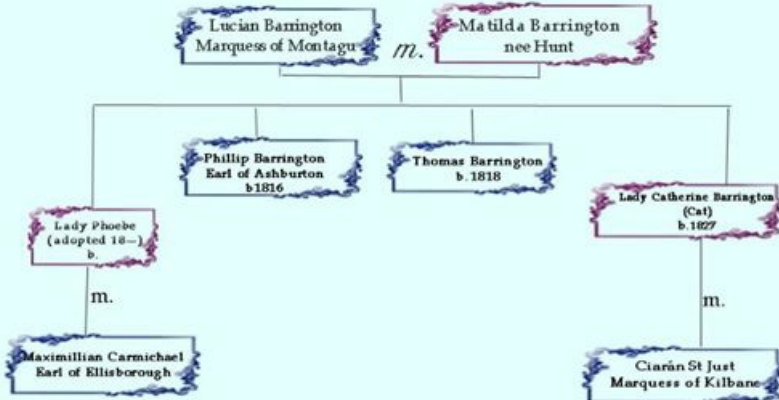 Lucian Barrington
Marquess of Montagu
m.
Matilda Barrington
nee Hunt
Phillip Barrington
Earl of Ashburton
b1816
Thomas Barrington
b.1818
Lady Catherine Barrington
(Cat)
b.1827
Lady Phoebe
(adopted 18—)
b.
m.
m.
Maximillian Carmichael
Earl of Ellisborough
Ciarán St Just
Marquess of Kilbane